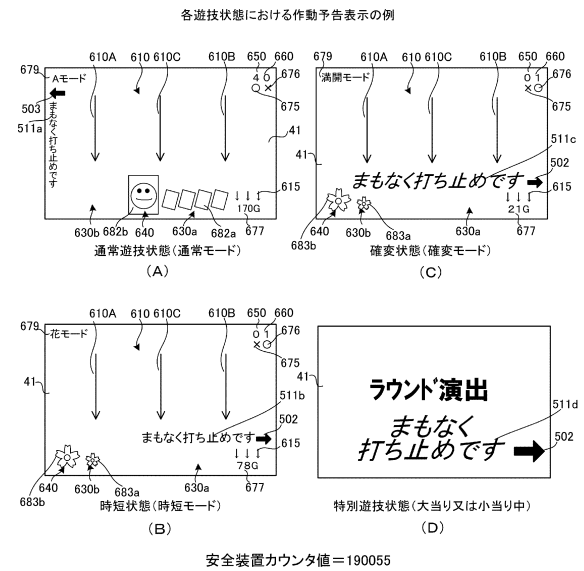 各遊技状態における作動予告表示の例
610A 610C 610B
679 610 650 660
Aモード
4 0
○ × 676
503
675
511a
まもなく打ち止めです
41
615
170G
682b 640 630a 682a 677
630b
通常遊技状態(通常モード)
(A)
610A 610C 610B
679 610 650 660
満開モード
0 1
× ○ 676
675
511c
41
まもなく打ち止めです
502
615
21G
683b 640 630b 683a 630a 677
確変状態(確変モード)
(C)
610A 610C 610B
679 610 650 660
花モード
0 1
× ○ 676
675
41
511b
まもなく打ち止めです
502
615
78G
683b 640 630b 683a 630a 677
時短状態(時短モード)
(B)
41
ラウンド演出
まもなく
打ち止めです
511d
502
特別遊技状態(大当り又は小当り中)
(D)
安全装置カウンタ値=190055